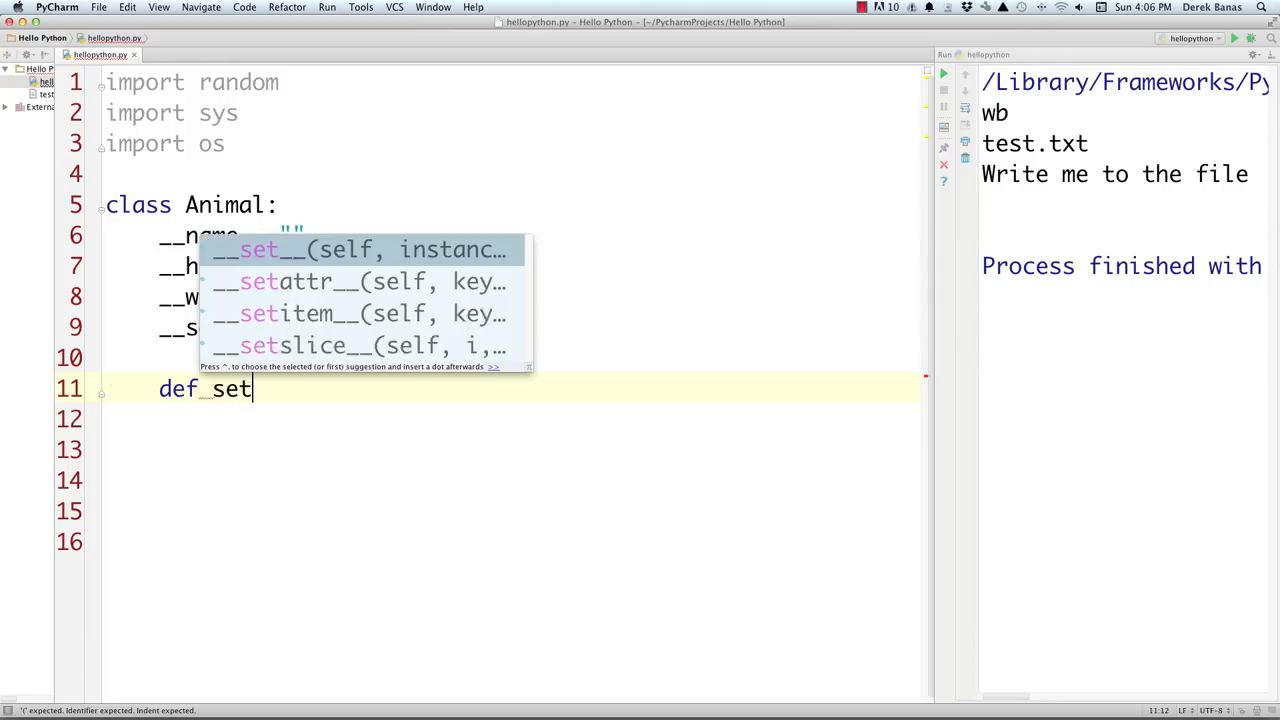 PyCharm File Edit View Navigate Code Refactor Run Tools VCS Window Help 10 Sun 4:06 PM Derek Banas
hellopython.py - Hello Python - [~/PycharmProjects/Hello Python]
Hello Python hellopython.py hellopython
hellopython.py Run hellopython
Hello P
hell
test
Extern
1 import random
2 import sys
3 import os
4
5 class Animal:
6 __name ""
7 __h
8 __w
9 __s
10
11 def set
12
13
14
15
16
__set__(self, instanc…
__setattr__(self, key…
__setitem__(self, key…
__setslice__(self, i,…
Press ^. to choose the selected (or first) suggestion and insert a dot afterwards >>
/Library/Frameworks/Py
wb
test.txt
Write me to the file
Process finished with
'(' expected. Identifier expected. Indent expected. 11:12 LF UTF-8